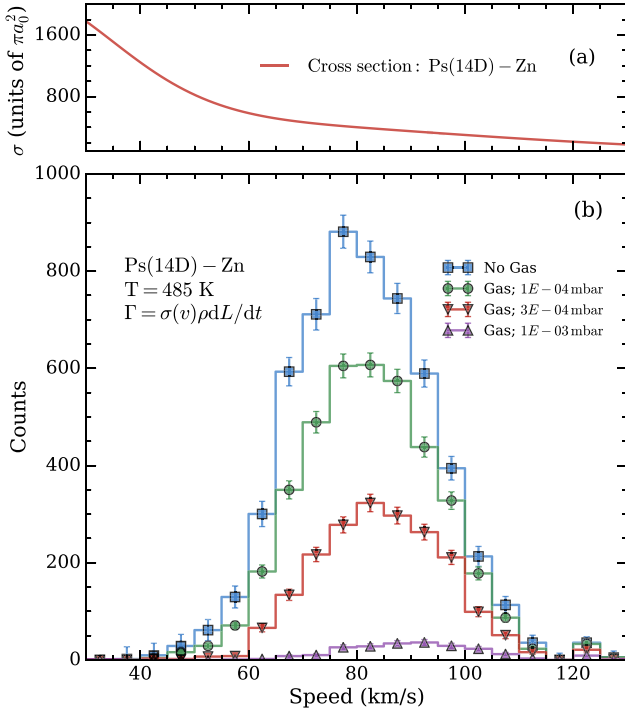 σ (units of πa₀²)
1600
800
Cross section : Ps(14D) − Zn
(a)
1000
800
600
400
200
0
Counts
(b)
Ps(14D) − Zn
T = 485 K
Γ = σ(v)ρdL/dt
No Gas
Gas; 1E−04 mbar
Gas; 3E−04 mbar
Gas; 1E−03 mbar
40 60 80 100 120
Speed (km/s)